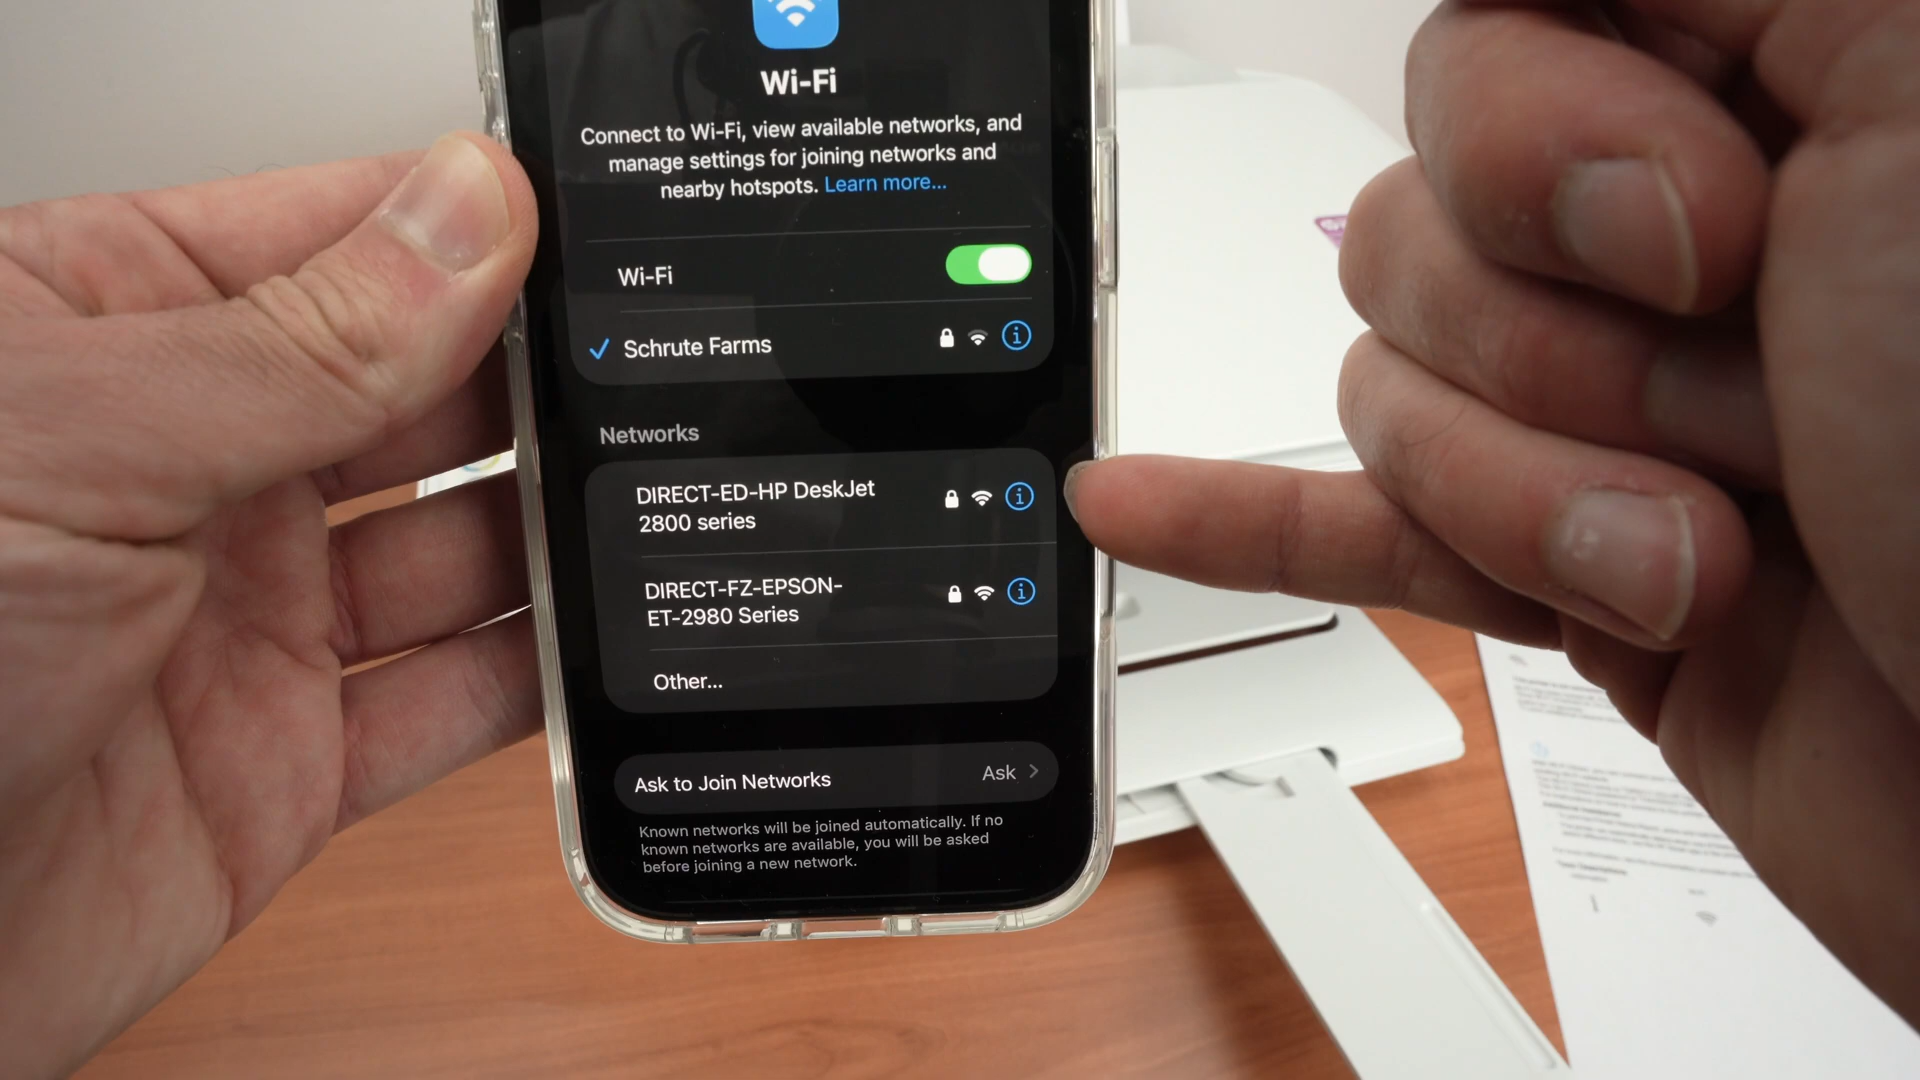 Wi-Fi
Connect to Wi-Fi, view available networks, and
manage settings for joining networks and
nearby hotspots. Learn more...
Wi-Fi
Schrute Farms
Networks
DIRECT-ED-HP DeskJet
2800 series
DIRECT-FZ-EPSON-
ET-2980 Series
Other...
Ask to Join Networks Ask
Known networks will be joined automatically. If no
known networks are available, you will be asked
before joining a new network.